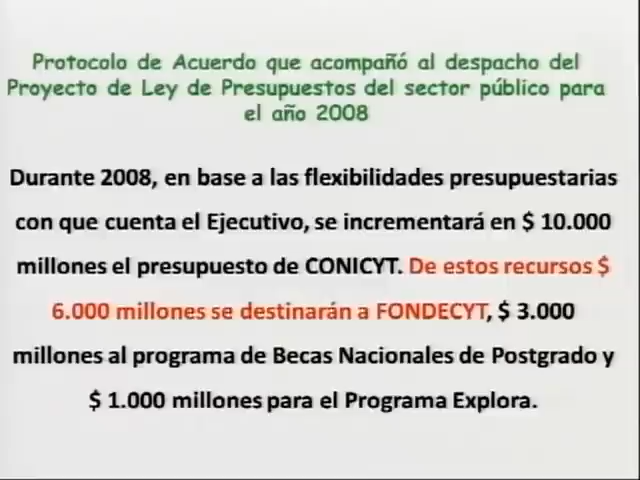 Protocolo de Acuerdo que acompañó al despacho del
Proyecto de Ley de Presupuestos del sector público para
el año 2008
Durante 2008, en base a las flexibilidades presupuestarias
con que cuenta el Ejecutivo, se incrementará en $ 10.000
millones el presupuesto de CONICYT. De estos recursos $
6.000 millones se destinarán a FONDECYT, $ 3.000
millones al programa de Becas Nacionales de Postgrado y
$ 1.000 millones para el Programa Explora.